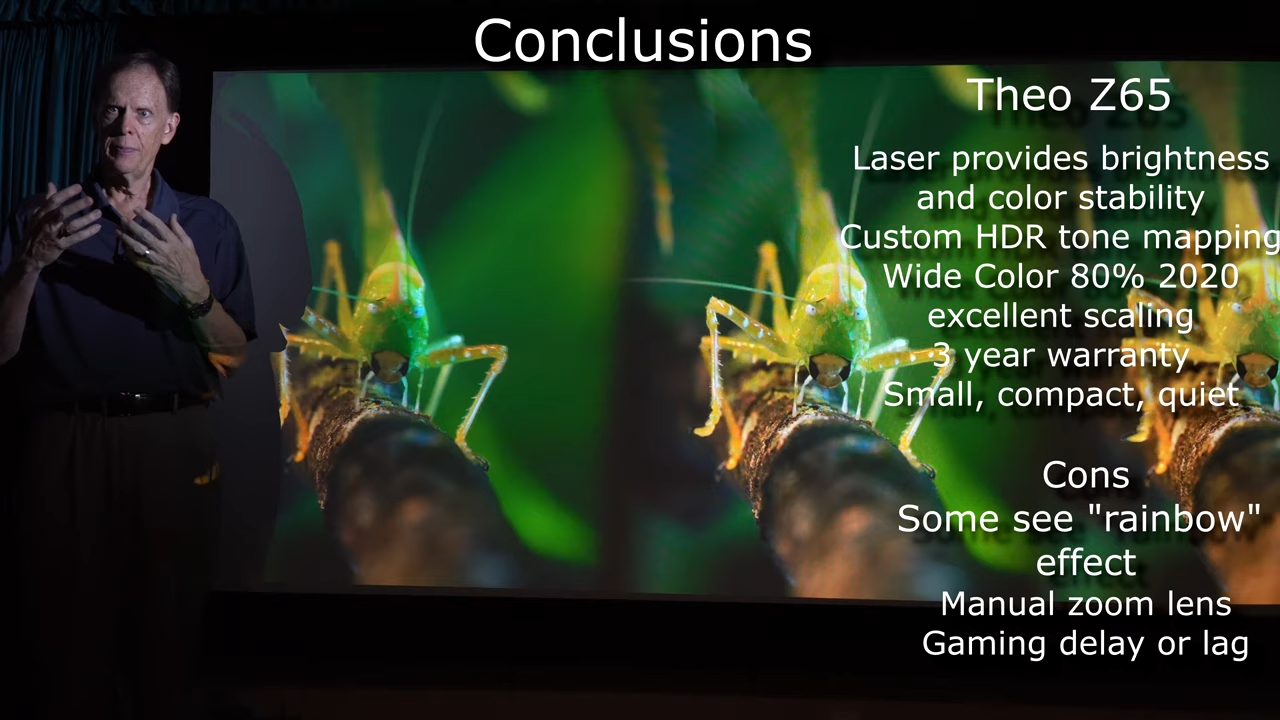 Conclusions
Theo Z65
Laser provides brightness
and color stability
Custom HDR tone mapping
Wide Color 80% 2020
excellent scaling
3 year warranty
Small, compact, quiet
Cons
Some see "rainbow"
effect
Manual zoom lens
Gaming delay or lag